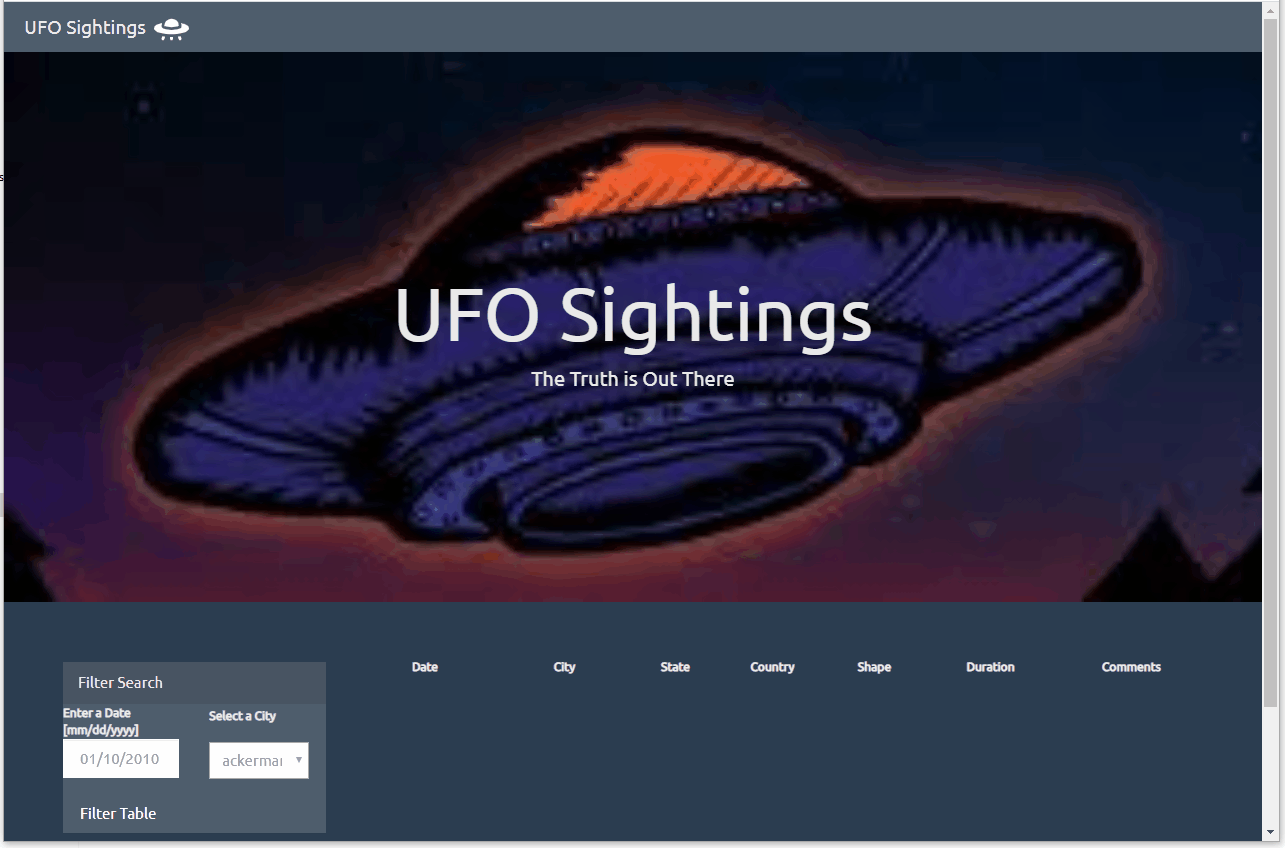 UFO Sightings
UFO Sightings
The Truth is Out There
Filter Search
Enter a Date
[mm/dd/yyyy]
Select a City
01/10/2010
Filter Table
Date City State Country Shape Duration Comments